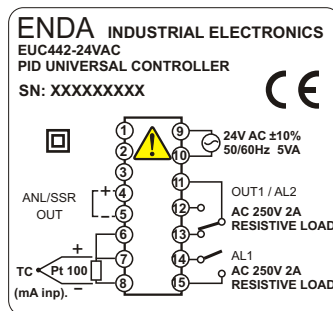 ENDA INDUSTRIAL ELECTRONICS
EUC442-24VAC
PID UNIVERSAL CONTROLLER
SN: XXXXXXXXX
CE
1
2
3
4
5
6
7
8
9
10
11
12
13
14
15
!
24V AC ±10%
50/60Hz 5VA
ANL/SSR
OUT
+
OUT1 / AL2
AC 250V 2A
RESISTIVE LOAD
+
TC
Pt 100
(mA inp.)
−
AL1
AC 250V 2A
RESISTIVE LOAD